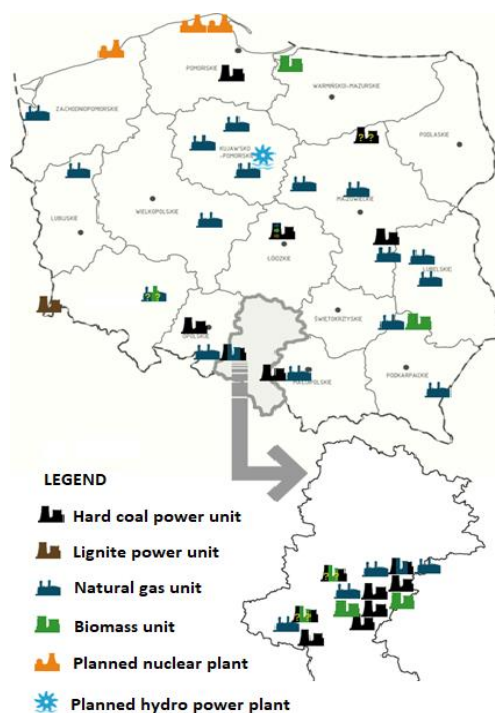 POMORSKIE
WARMIŃSKO-MAZURSKIE
ZACHODNIOPOMORSKIE
PODLASKIE
KUJAWSKO
-POMORSKIE
MAZOWIECKIE
WIELKOPOLSKIE
LUBUSKIE
ŁÓDZKIE
LUBELSKIE
ŚWIĘTOKRZYSKIE
OPOLSKIE
MAŁOPOLSKIE
PODKARPACKIE
LEGEND
Hard coal power unit
Lignite power unit
Natural gas unit
Biomass unit
Planned nuclear plant
Planned hydro power plant